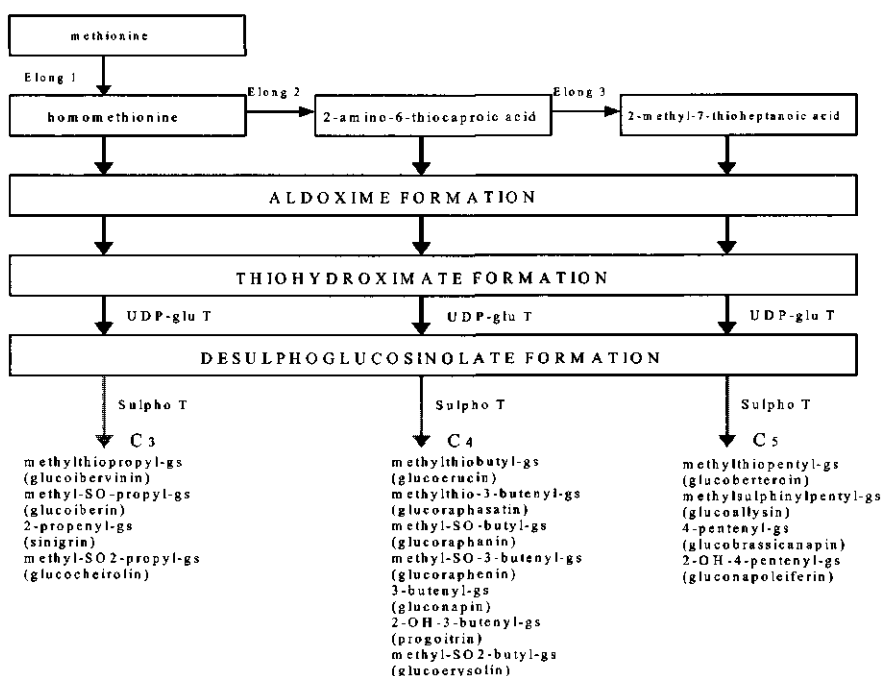 methionine
Elong 1
Elong 2
Elong 3
homomethionine
2-amino-6-thiocaproic acid
2-methyl-7-thioheptanoic acid
ALDOXIME FORMATION
THIOHYDROXIMATE FORMATION
UDP-glu T
UDP-glu T
UDP-glu T
DESULPHOGLUCOSINOLATE FORMATION
Sulpho T
Sulpho T
Sulpho T
C3
methylthiopropyl-gs
(glucoibervinin)
methyl-SO-propyl-gs
(glucoiberin)
2-propenyl-gs
(sinigrin)
methyl-SO2-propyl-gs
(glucocheirolin)
C4
methylthiobutyl-gs
(glucoerucin)
methylthio-3-butenyl-gs
(glucoraphasatin)
methyl-SO-butyl-gs
(glucoraphanin)
methyl-SO-3-butenyl-gs
(glucoraphenin)
3-butenyl-gs
(gluconapin)
2-OH-3-butenyl-gs
(progoitrin)
methyl-SO2-butyl-gs
(glucoerysolin)
C5
methylthiopentyl-gs
(glucoberteroin)
methylsulphinylpentyl-gs
(glucoallysin)
4-pentenyl-gs
(glucobrassicanapin)
2-OH-4-pentenyl-gs
(gluconapoleiferin)